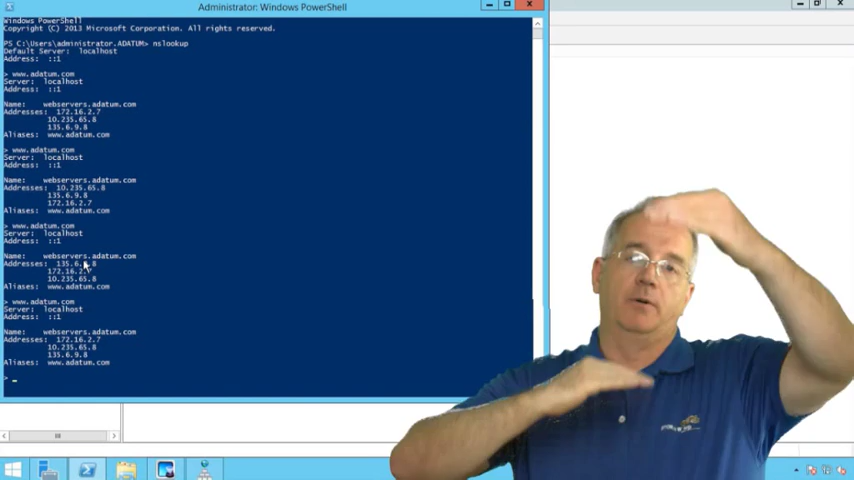 Administrator: Windows PowerShell
Windows PowerShell
Copyright (C) 2013 Microsoft Corporation. All rights reserved.
PS C:\Users\administrator.ADATUM> nslookup
Default Server:  localhost
Address:  ::1
> www.adatum.com
Server:  localhost
Address:  ::1
Name:    webservers.adatum.com
Addresses:  172.16.2.7
10.235.65.8
135.6.9.8
Aliases:  www.adatum.com
> www.adatum.com
Server:  localhost
Address:  ::1
Name:    webservers.adatum.com
Addresses:  10.235.65.8
135.6.9.8
172.16.2.7
Aliases:  www.adatum.com
> www.adatum.com
Server:  localhost
Address:  ::1
Name:    webservers.adatum.com
Addresses:  135.6.9.8
172.16.2.7
10.235.65.8
Aliases:  www.adatum.com
> www.adatum.com
Server:  localhost
Address:  ::1
Name:    webservers.adatum.com
Addresses:  172.16.2.7
10.235.65.8
135.6.9.8
Aliases:  www.adatum.com
>